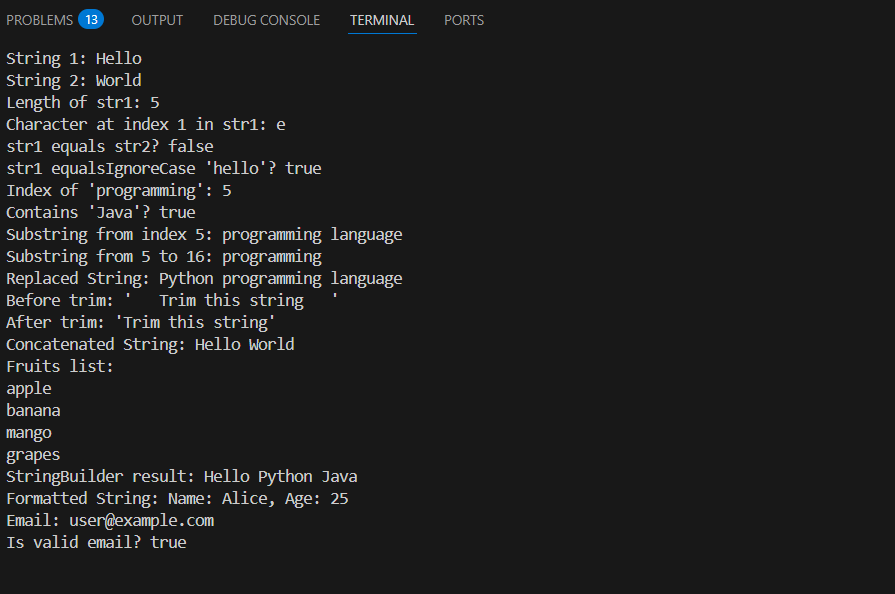 PROBLEMS 13 OUTPUT DEBUG CONSOLE TERMINAL PORTS
String 1: Hello
String 2: World
Length of str1: 5
Character at index 1 in str1: e
str1 equals str2? false
str1 equalsIgnoreCase 'hello'? true
Index of 'programming': 5
Contains 'Java'? true
Substring from index 5: programming language
Substring from 5 to 16: programming
Replaced String: Python programming language
Before trim: '   Trim this string   '
After trim: 'Trim this string'
Concatenated String: Hello World
Fruits list:
apple
banana
mango
grapes
StringBuilder result: Hello Python Java
Formatted String: Name: Alice, Age: 25
Email: user@example.com
Is valid email? true